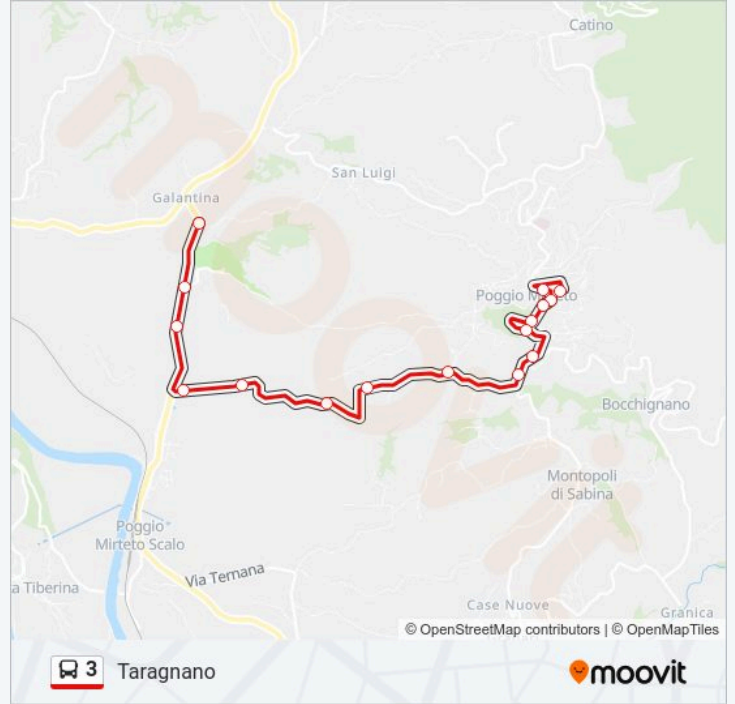 Catino
San Luigi
Galantina
Poggio Mirteto
Bocchignano
Montopoli
di Sabina
Poggio
Mirteto Scalo
Via Ternana
a Tiberina
Case Nuove
Granica
© OpenStreetMap contributors | © OpenMapTiles
3 Taragnano
moovit
moovit